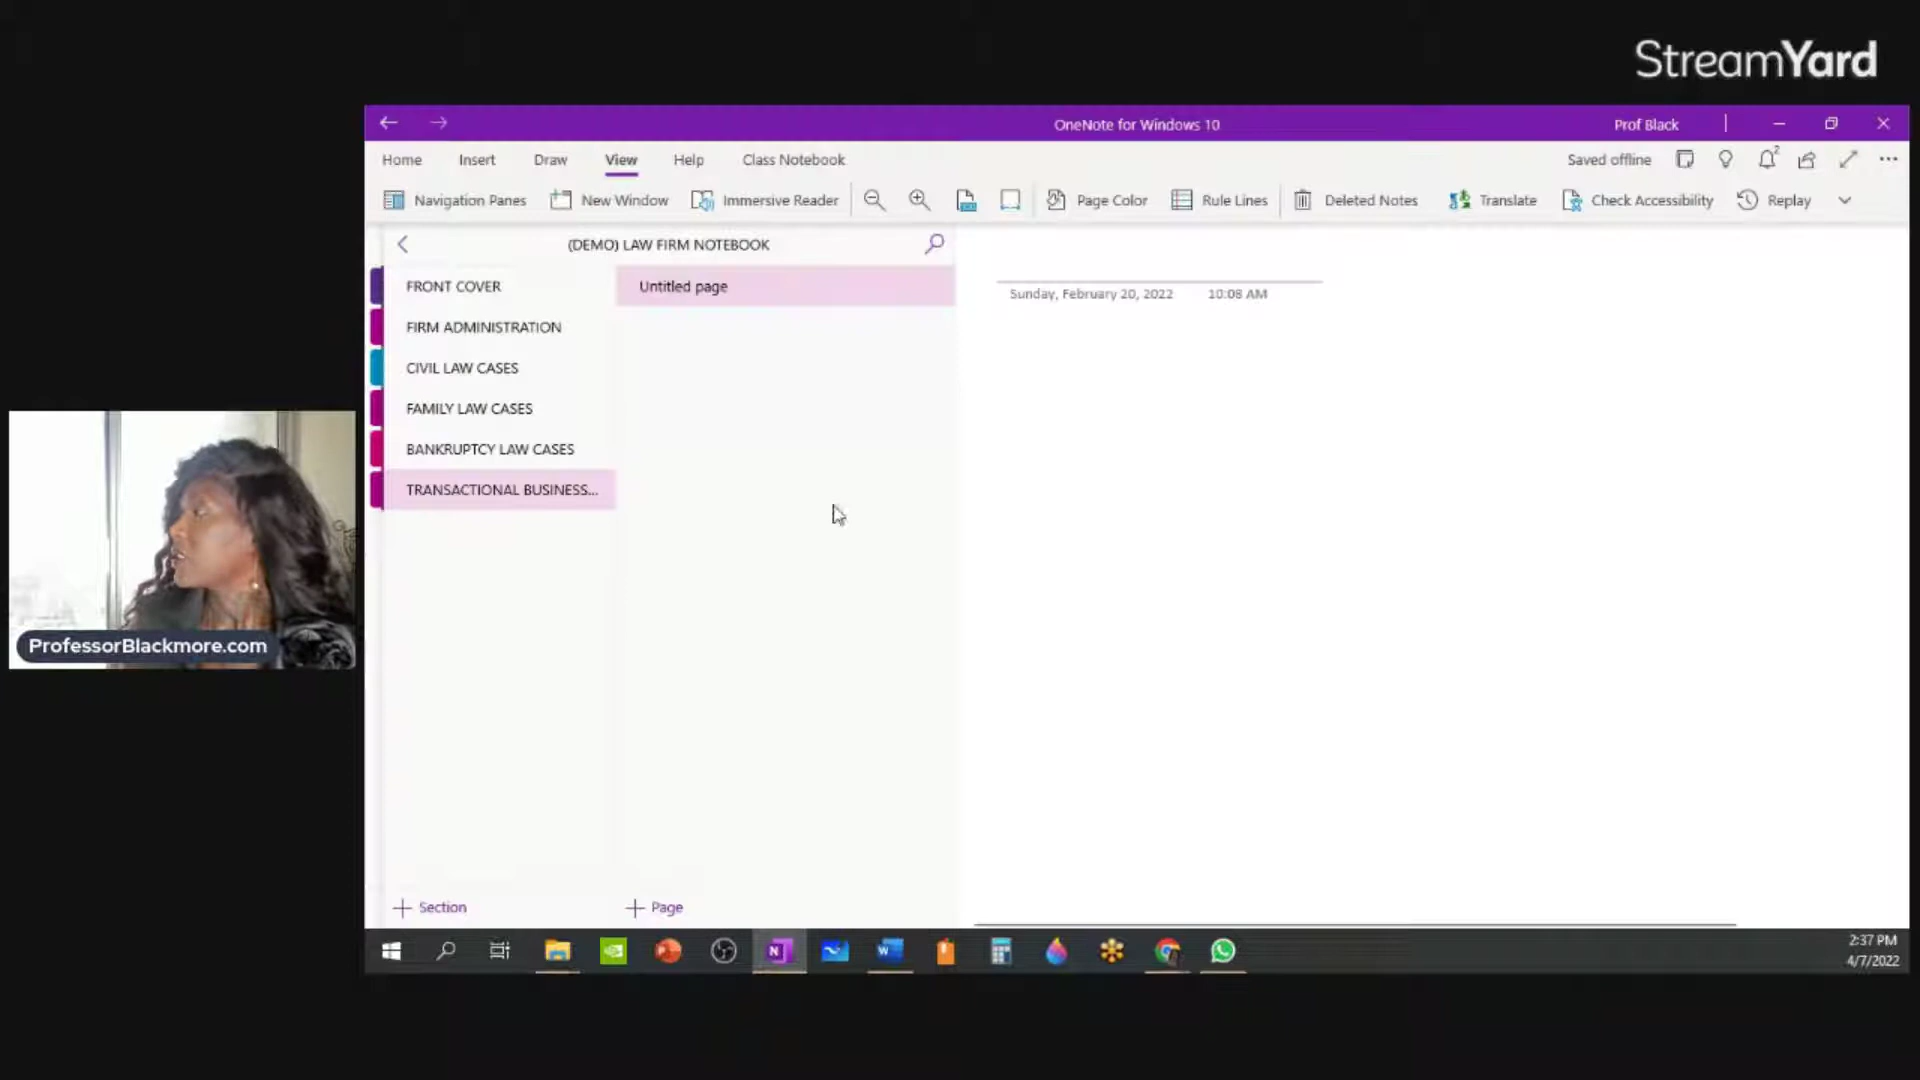 StreamYard
OneNote for Windows 10
Prof Black
Home Insert Draw View Help Class Notebook
Saved offline
2
Navigation Panes New Window Immersive Reader Page Color Rule Lines Deleted Notes Translate Check Accessibility Replay
(DEMO) LAW FIRM NOTEBOOK
FRONT COVER
FIRM ADMINISTRATION
CIVIL LAW CASES
FAMILY LAW CASES
BANKRUPTCY LAW CASES
TRANSACTIONAL BUSINESS...
Untitled page
Sunday, February 20, 2022 10:08 AM
ProfessorBlackmore.com
+ Section
+ Page
2:37 PM
4/7/2022